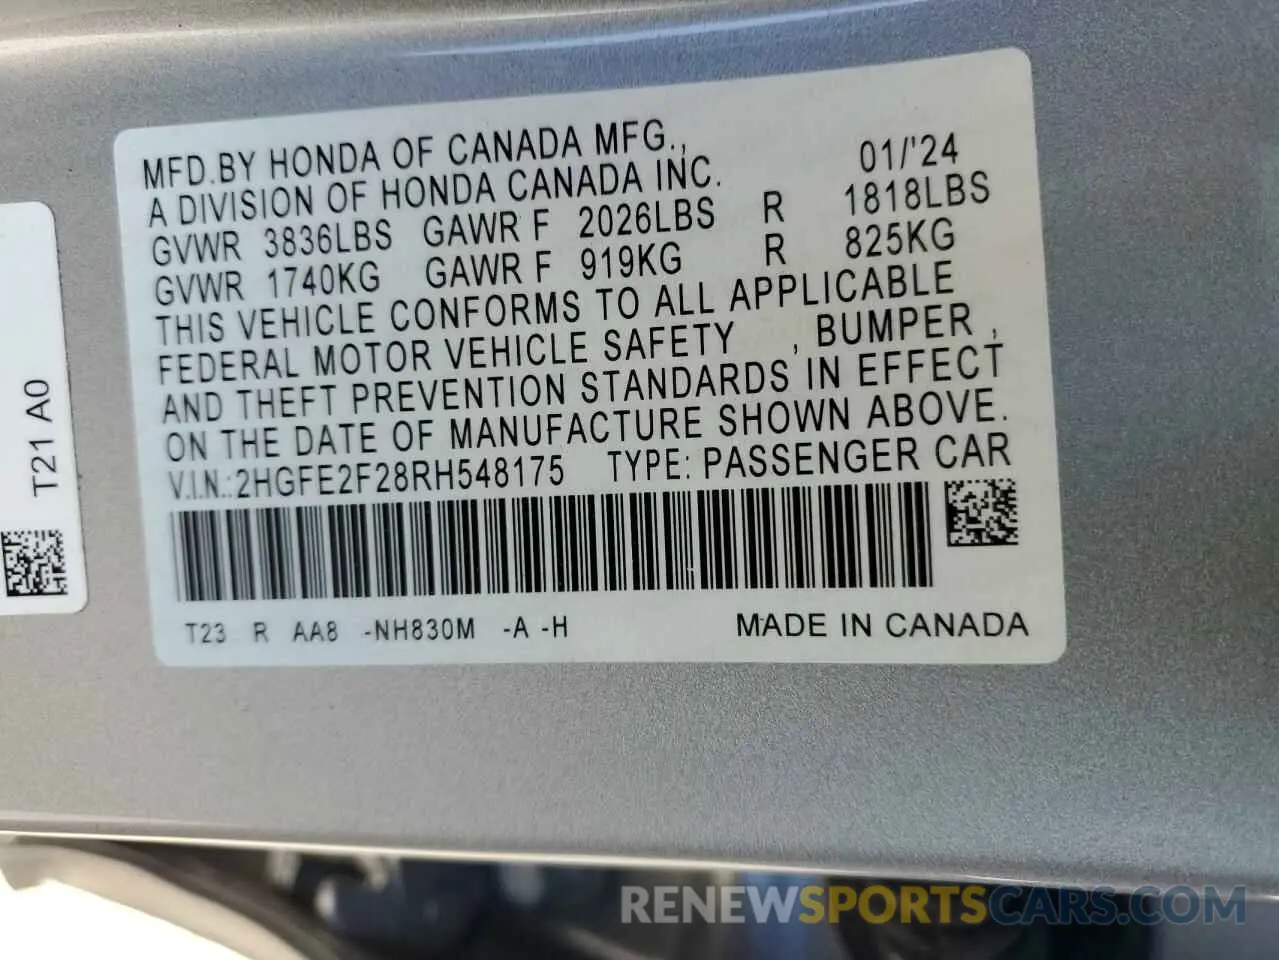 MFD.BY HONDA OF CANADA MFG., 01/'24
A DIVISION OF HONDA CANADA INC.
GVWR 3836LBS GAWR F 2026LBS R 1818LBS
GVWR 1740KG GAWR F 919KG R 825KG
THIS VEHICLE CONFORMS TO ALL APPLICABLE
FEDERAL MOTOR VEHICLE SAFETY , BUMPER ,
AND THEFT PREVENTION STANDARDS IN EFFECT
ON THE DATE OF MANUFACTURE SHOWN ABOVE.
V.I.N.:2HGFE2F28RH548175 TYPE: PASSENGER CAR
T23 R AA8 -NH830M -A -H MADE IN CANADA
T21 A0
RENEWSPORTSCARS.COM